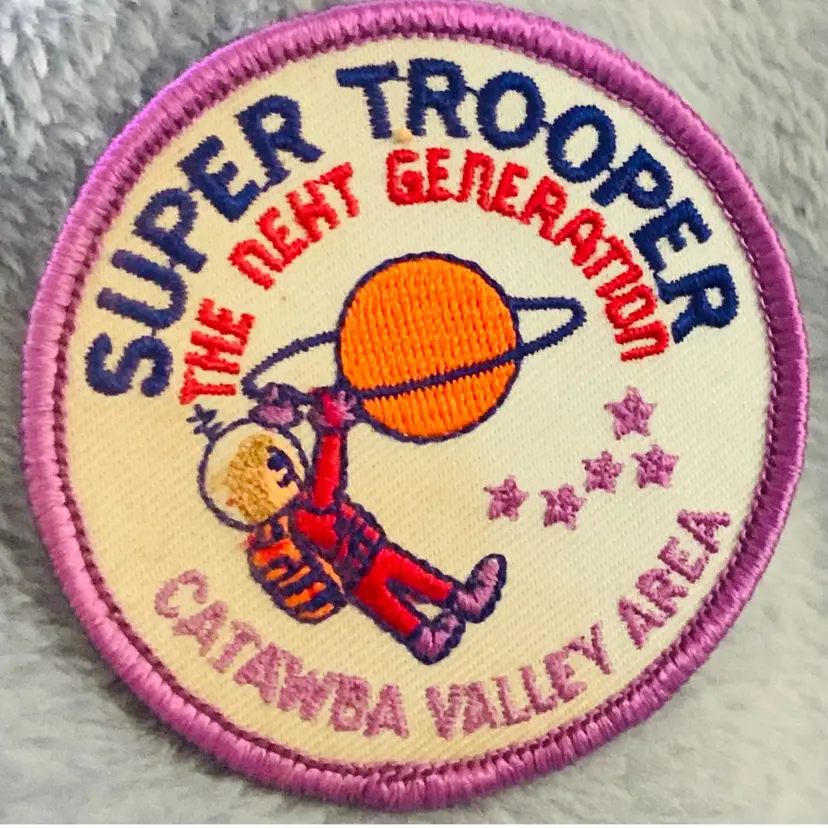 SUPER TROOPER
THE NEXT GENERATION
CATAWBA VALLEY AREA